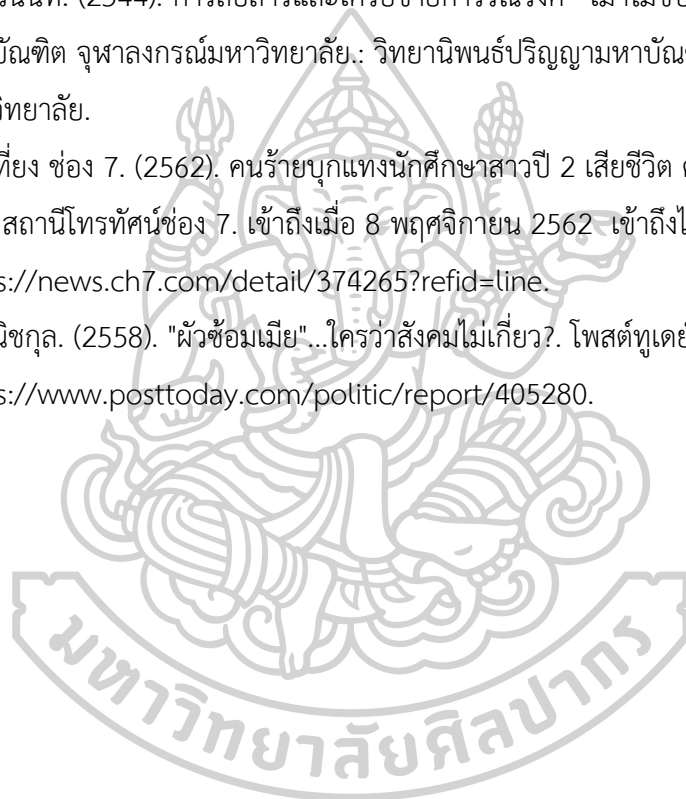 บัณฑิต จุฬาลงกรณ์มหาวิทยาลัย.: วิทยานิพนธ์ปริญญามหาบัณ
วิทยาลัย.
ที่ยง ช่อง 7. (2562). คนร้ายบุกแทงนักศึกษาสาวปี 2 เสียชีวิต
สถานีโทรทัศน์ช่อง 7. เข้าถึงเมื่อ 8 พฤศจิกายน 2562 เข้าถึงไ
s://news.ch7.com/detail/374265?refid=line.
นิชกุล. (2558). "ผัวซ้อมเมีย"...ใครว่าสังคมไม่เกี่ยว?. โพสต์ทูเดย์
s://www.posttoday.com/politic/report/405280.
มหาวิทยาลัยศิลปากร